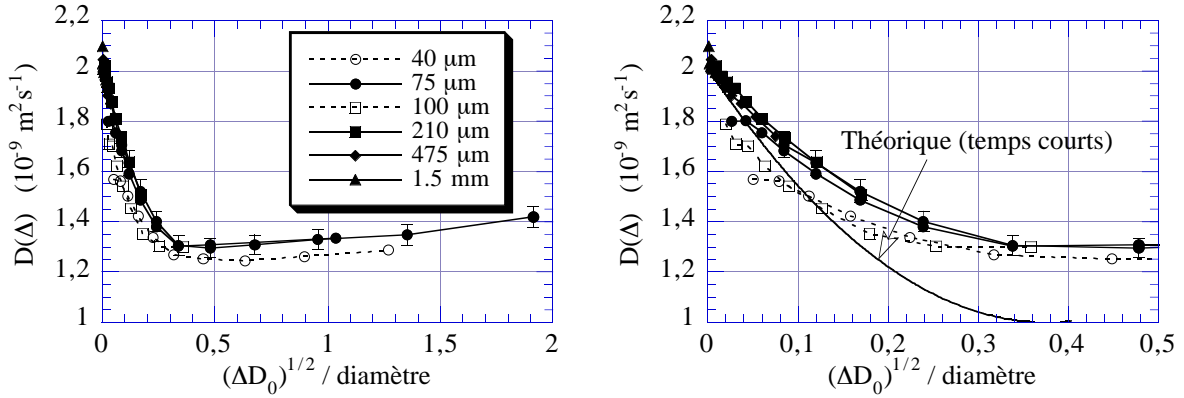 2,2
2
1,8
1,6
1,4
1,2
1
D(Δ) (10⁻⁹ m²s⁻¹)
40 µm
75 µm
100 µm
210 µm
475 µm
1.5 mm
0 0,5 1 1,5 2
(ΔD₀)^{1/2} / diamètre
2,2
2
1,8
1,6
1,4
1,2
1
D(Δ) (10⁻⁹ m²s⁻¹)
Théorique (temps courts)
0 0,1 0,2 0,3 0,4 0,5
(ΔD₀)^{1/2} / diamètre